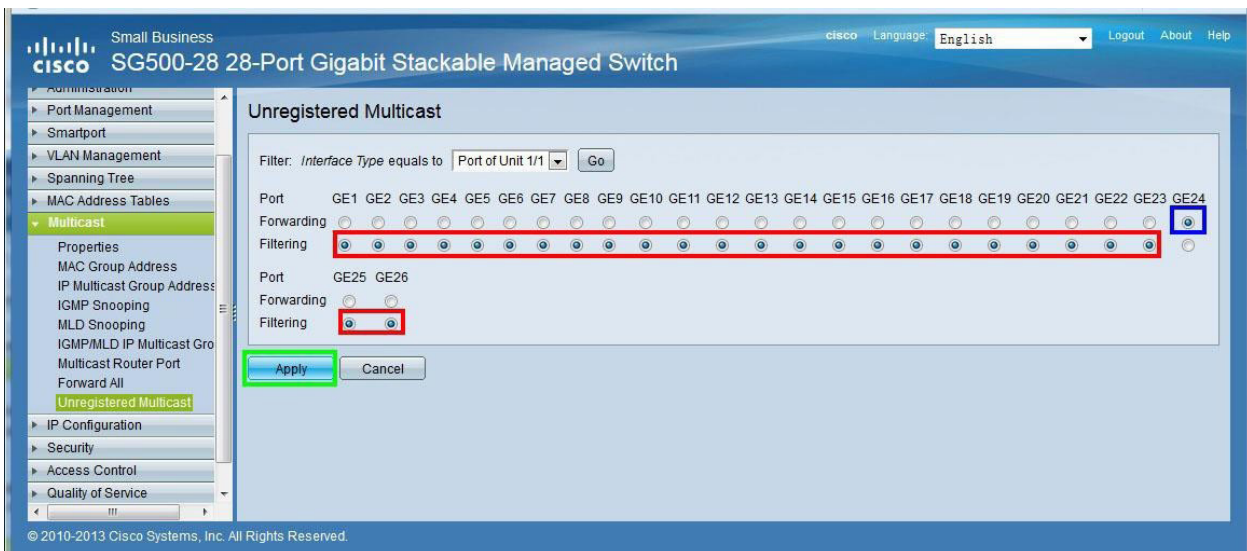 Small Business
cisco Language: English Logout About Help
CISCO SG500-28 28-Port Gigabit Stackable Managed Switch
Administration
Port Management
Smartport
VLAN Management
Spanning Tree
MAC Address Tables
Multicast
Properties
MAC Group Address
IP Multicast Group Address
IGMP Snooping
MLD Snooping
IGMP/MLD IP Multicast Gro
Multicast Router Port
Forward All
Unregistered Multicast
IP Configuration
Security
Access Control
Quality of Service
Unregistered Multicast
Filter: Interface Type equals to Port of Unit 1/1 Go
Port GE1 GE2 GE3 GE4 GE5 GE6 GE7 GE8 GE9 GE10 GE11 GE12 GE13 GE14 GE15 GE16 GE17 GE18 GE19 GE20 GE21 GE22 GE23 GE24
Forwarding
Filtering
Port GE25 GE26
Forwarding
Filtering
Apply Cancel
© 2010-2013 Cisco Systems, Inc. All Rights Reserved.